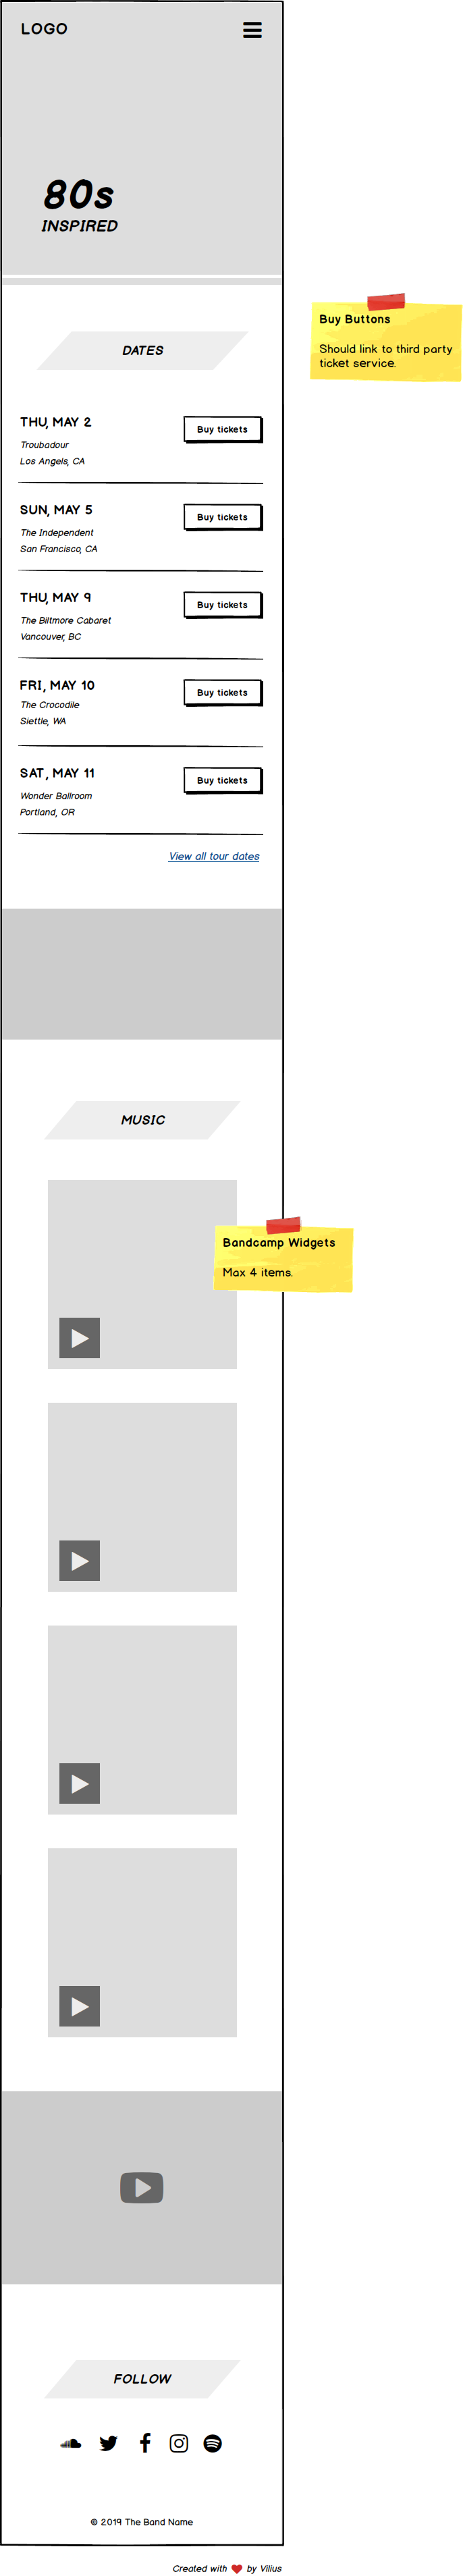 LOGO
80s
INSPIRED
Buy Buttons
Should link to third party
ticket service.
DATES
THU, MAY 2
Buy tickets
Troubadour
Los Angels, CA
SUN, MAY 5
Buy tickets
The Independent
San Francisco, CA
THU, MAY 9
Buy tickets
The Biltmore Cabaret
Vancouver, BC
FRI, MAY 10
Buy tickets
The Crocodile
Siettle, WA
SAT, MAY 11
Buy tickets
Wonder Ballroom
Portland, OR
View all tour dates
MUSIC
Bandcamp Widgets
Max 4 items.
FOLLOW
© 2019 The Band Name
Created with ❤ by Vilius